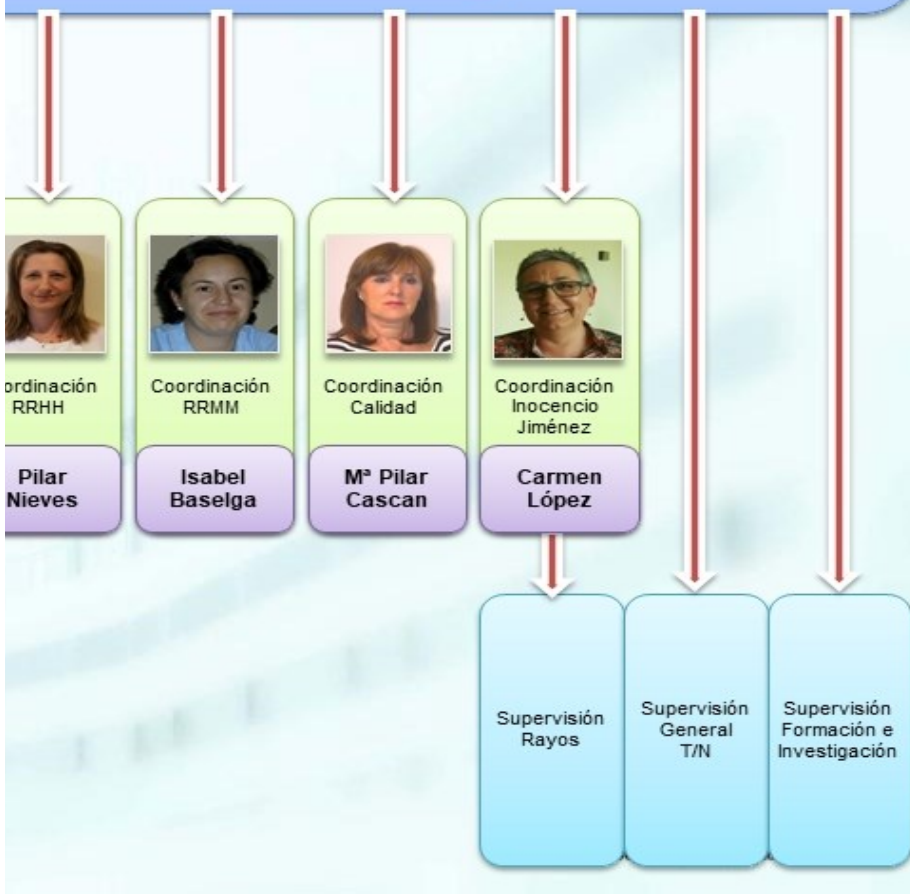 ordinación
RRHH
Pilar
Nieves
Coordinación
RRMM
Isabel
Baselga
Coordinación
Calidad
Mª Pilar
Cascan
Coordinación
Inocencio
Jiménez
Carmen
López
Supervisión
Rayos
Supervisión
General
T/N
Supervisión
Formación e
Investigación